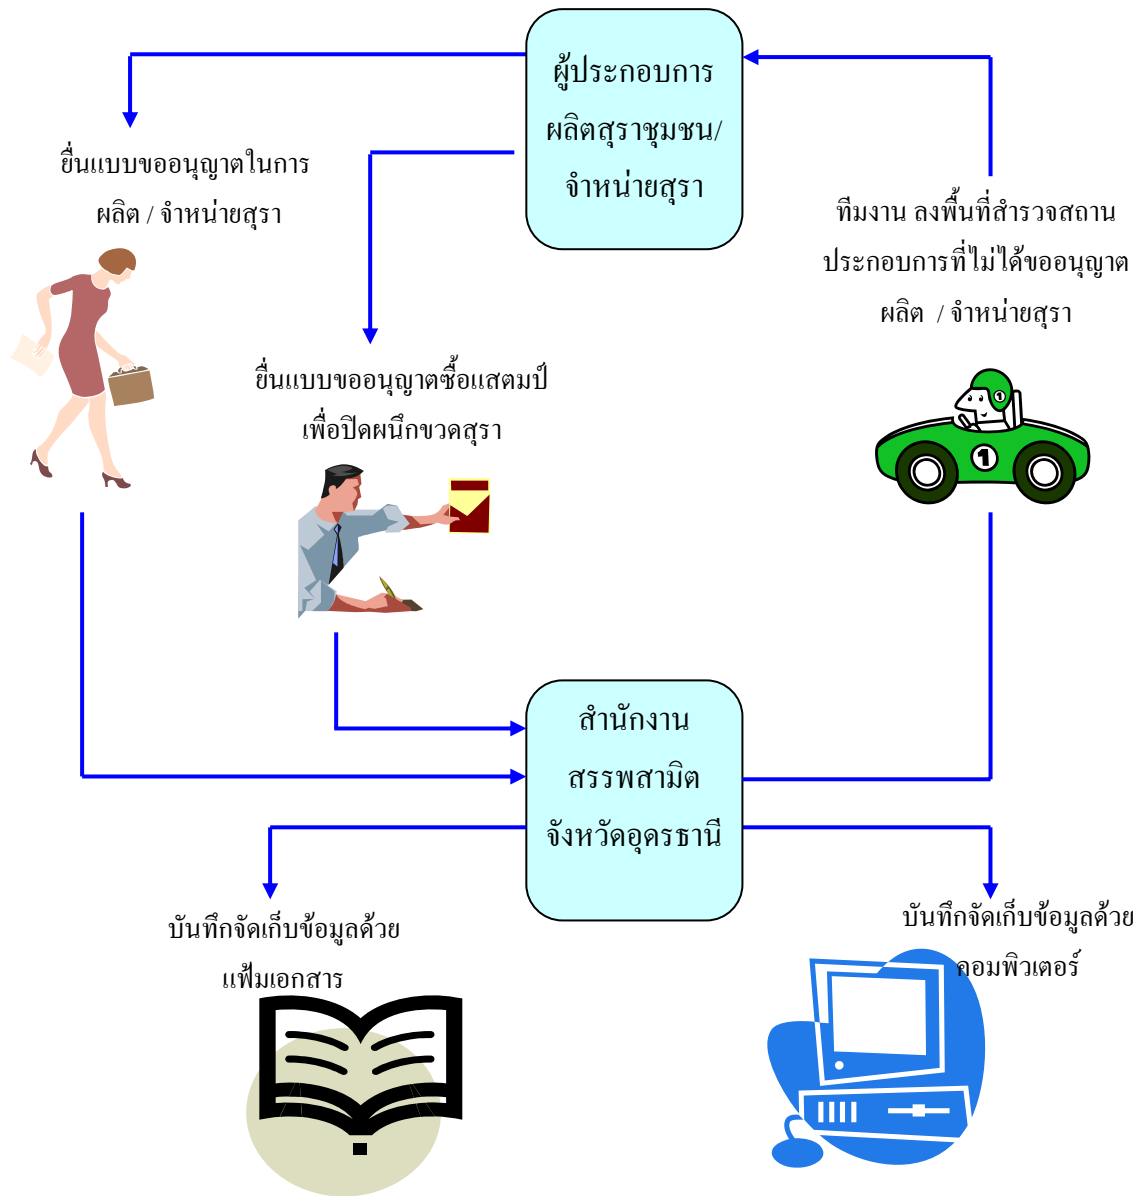 ผู้ประกอบการ
ผลิตสุราชุมชน/
จำหน่ายสุรา
ยื่นแบบขออนุญาตในการ
ผลิต / จำหน่ายสุรา
ทีมงาน ลงพื้นที่สำรวจสถาน
ประกอบการที่ไม่ได้ขออนุญาต
ผลิต / จำหน่ายสุรา
ยื่นแบบขออนุญาตซื้อแสตมป์
เพื่อปิดผนึกขวดสุรา
1
1
สำนักงาน
สรรพสามิต
จังหวัดอุดรธานี
บันทึกจัดเก็บข้อมูลด้วย
แฟ้มเอกสาร
บันทึกจัดเก็บข้อมูลด้วย
คอมพิวเตอร์